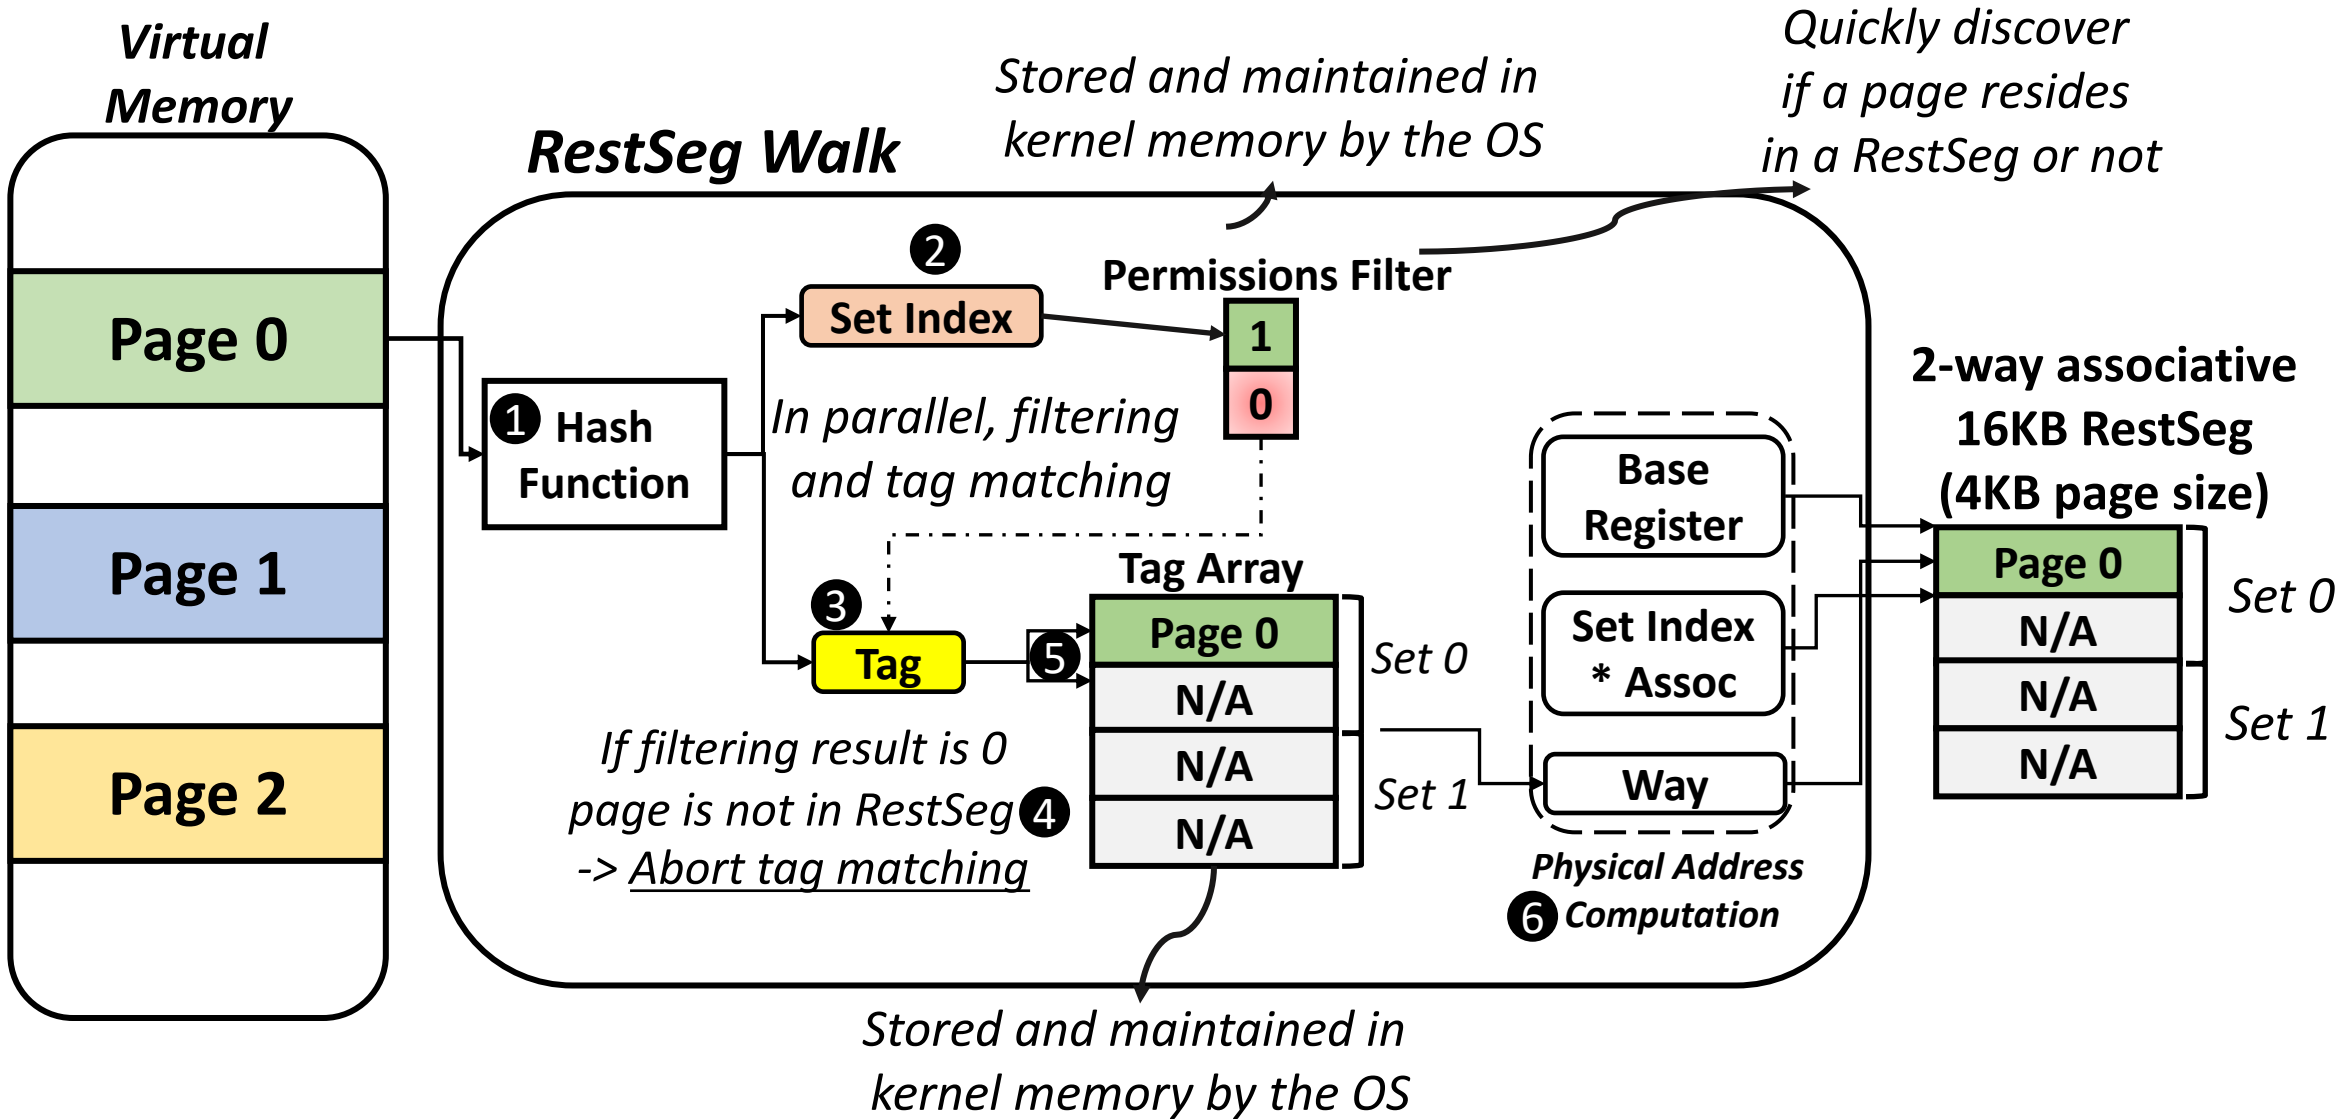 Virtual
Memory
Page 0
Page 1
Page 2
RestSeg Walk
Stored and maintained in
kernel memory by the OS
Quickly discover
if a page resides
in a RestSeg or not
1
Hash
Function
2
Set Index
Permissions Filter
1
0
In parallel, filtering
and tag matching
3
Tag
5
Tag Array
Page 0
N/A
N/A
N/A
Set 0
Set 1
If filtering result is 0
page is not in RestSeg 4
-> Abort tag matching
Stored and maintained in
kernel memory by the OS
Base
Register
Set Index
* Assoc
Way
Physical Address
6 Computation
2-way associative
16KB RestSeg
(4KB page size)
Page 0
N/A
N/A
N/A
Set 0
Set 1